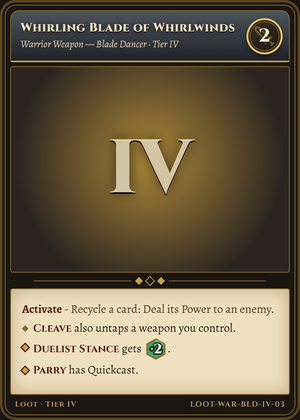 Whirling Blade of Whirlwinds
Warrior Weapon — Blade Dancer · Tier IV
2
IV
Activate - Recycle a card: Deal its Power to an enemy.
Cleave also untaps a weapon you control.
Duelist Stance gets +2.
Parry has Quickcast.
Loot · Tier IV
LOOT-WAR-BLD-IV-03